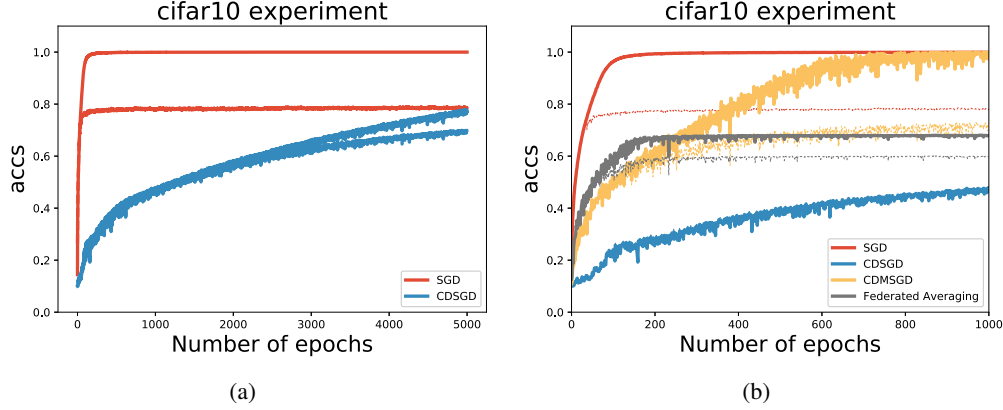 cifar10 experiment
accs
1.0
0.8
0.6
0.4
0.2
0.0
0
1000
2000
3000
4000
5000
Number of epochs
SGD
CDSGD
(a)
cifar10 experiment
accs
1.0
0.8
0.6
0.4
0.2
0.0
0
200
400
600
800
1000
Number of epochs
SGD
CDSGD
CDMSGD
Federated Averaging
(b)